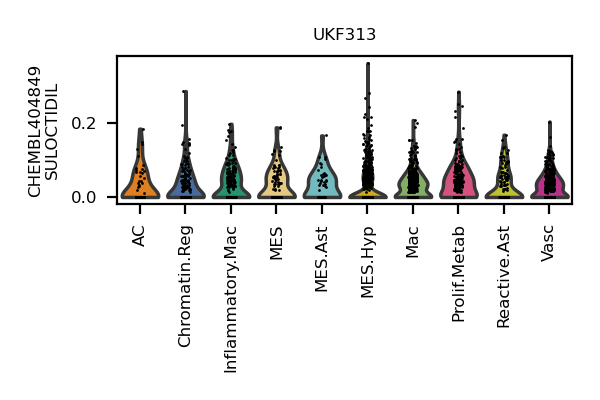 UKF313
CHEMBL404849
SULOCTIDIL
0.2
0.0
AC
Chromatin.Reg
Inflammatory.Mac
MES
MES.Ast
MES.Hyp
Mac
Prolif.Metab
Reactive.Ast
Vasc